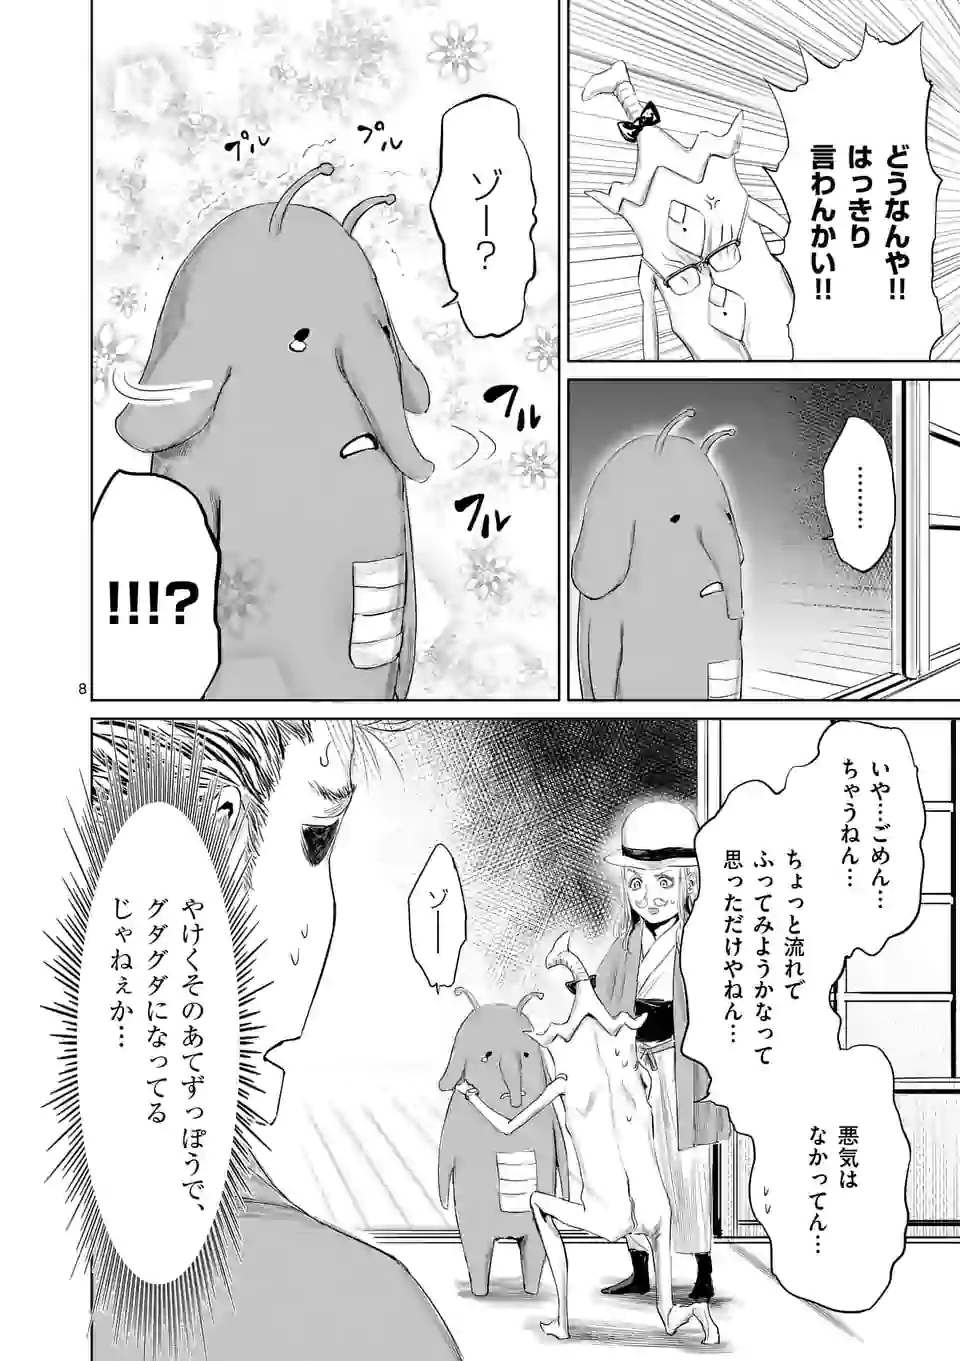 どうなんや!!
はっきり
言わんかい!!
………
ゾー?
プル
プル
フル
フル
!!!?
8
いや…ごめん…
ちゃうねん…
ちょっと流れで
ふってみようかなって
思っただけやねん…
悪気は
なかってん…
ゾー
やけくそのあてずっぽうで、
グダグダになってる
じゃねぇか…